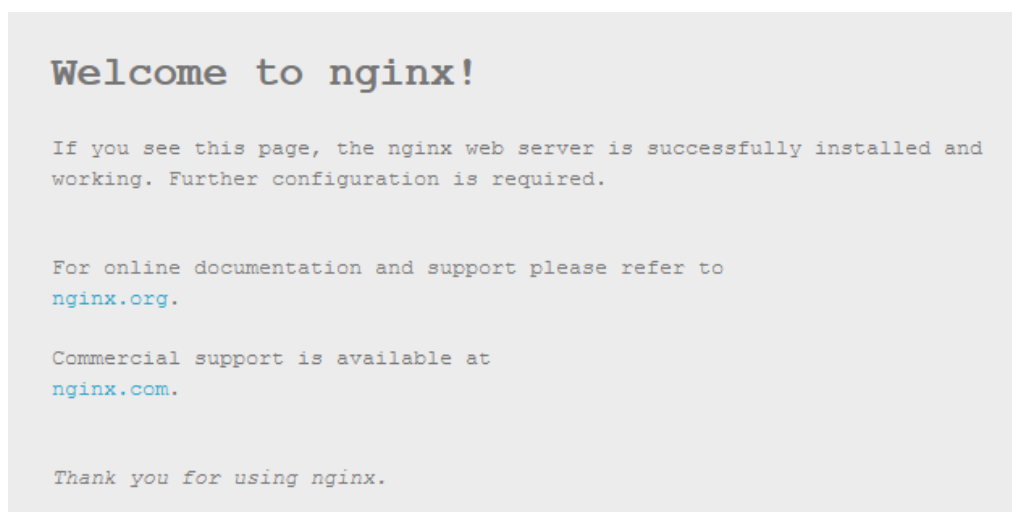 Welcome to nginx!
If you see this page, the nginx web server is successfully installed and
working. Further configuration is required.
For online documentation and support please refer to
nginx.org.
Commercial support is available at
nginx.com.
Thank you for using nginx.